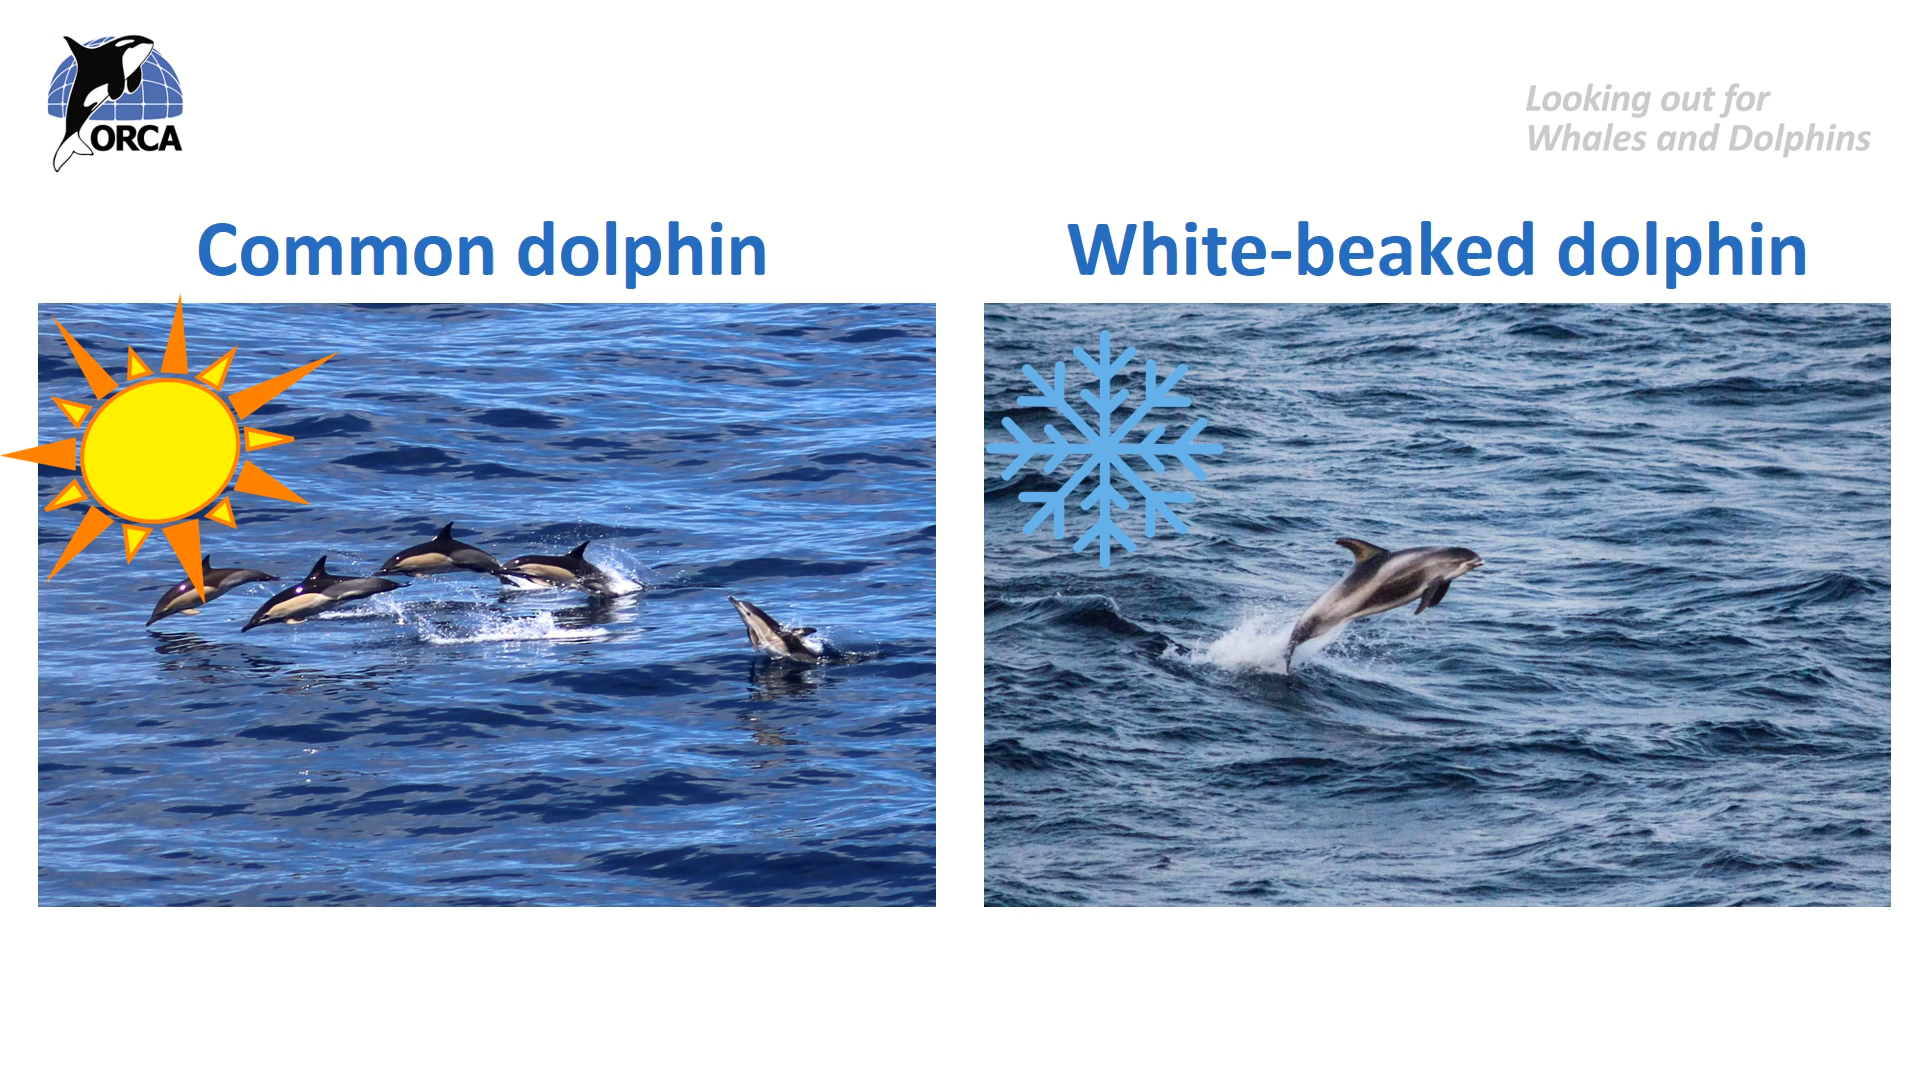 ORCA
Looking out for
Whales and Dolphins
Common dolphin
White-beaked dolphin